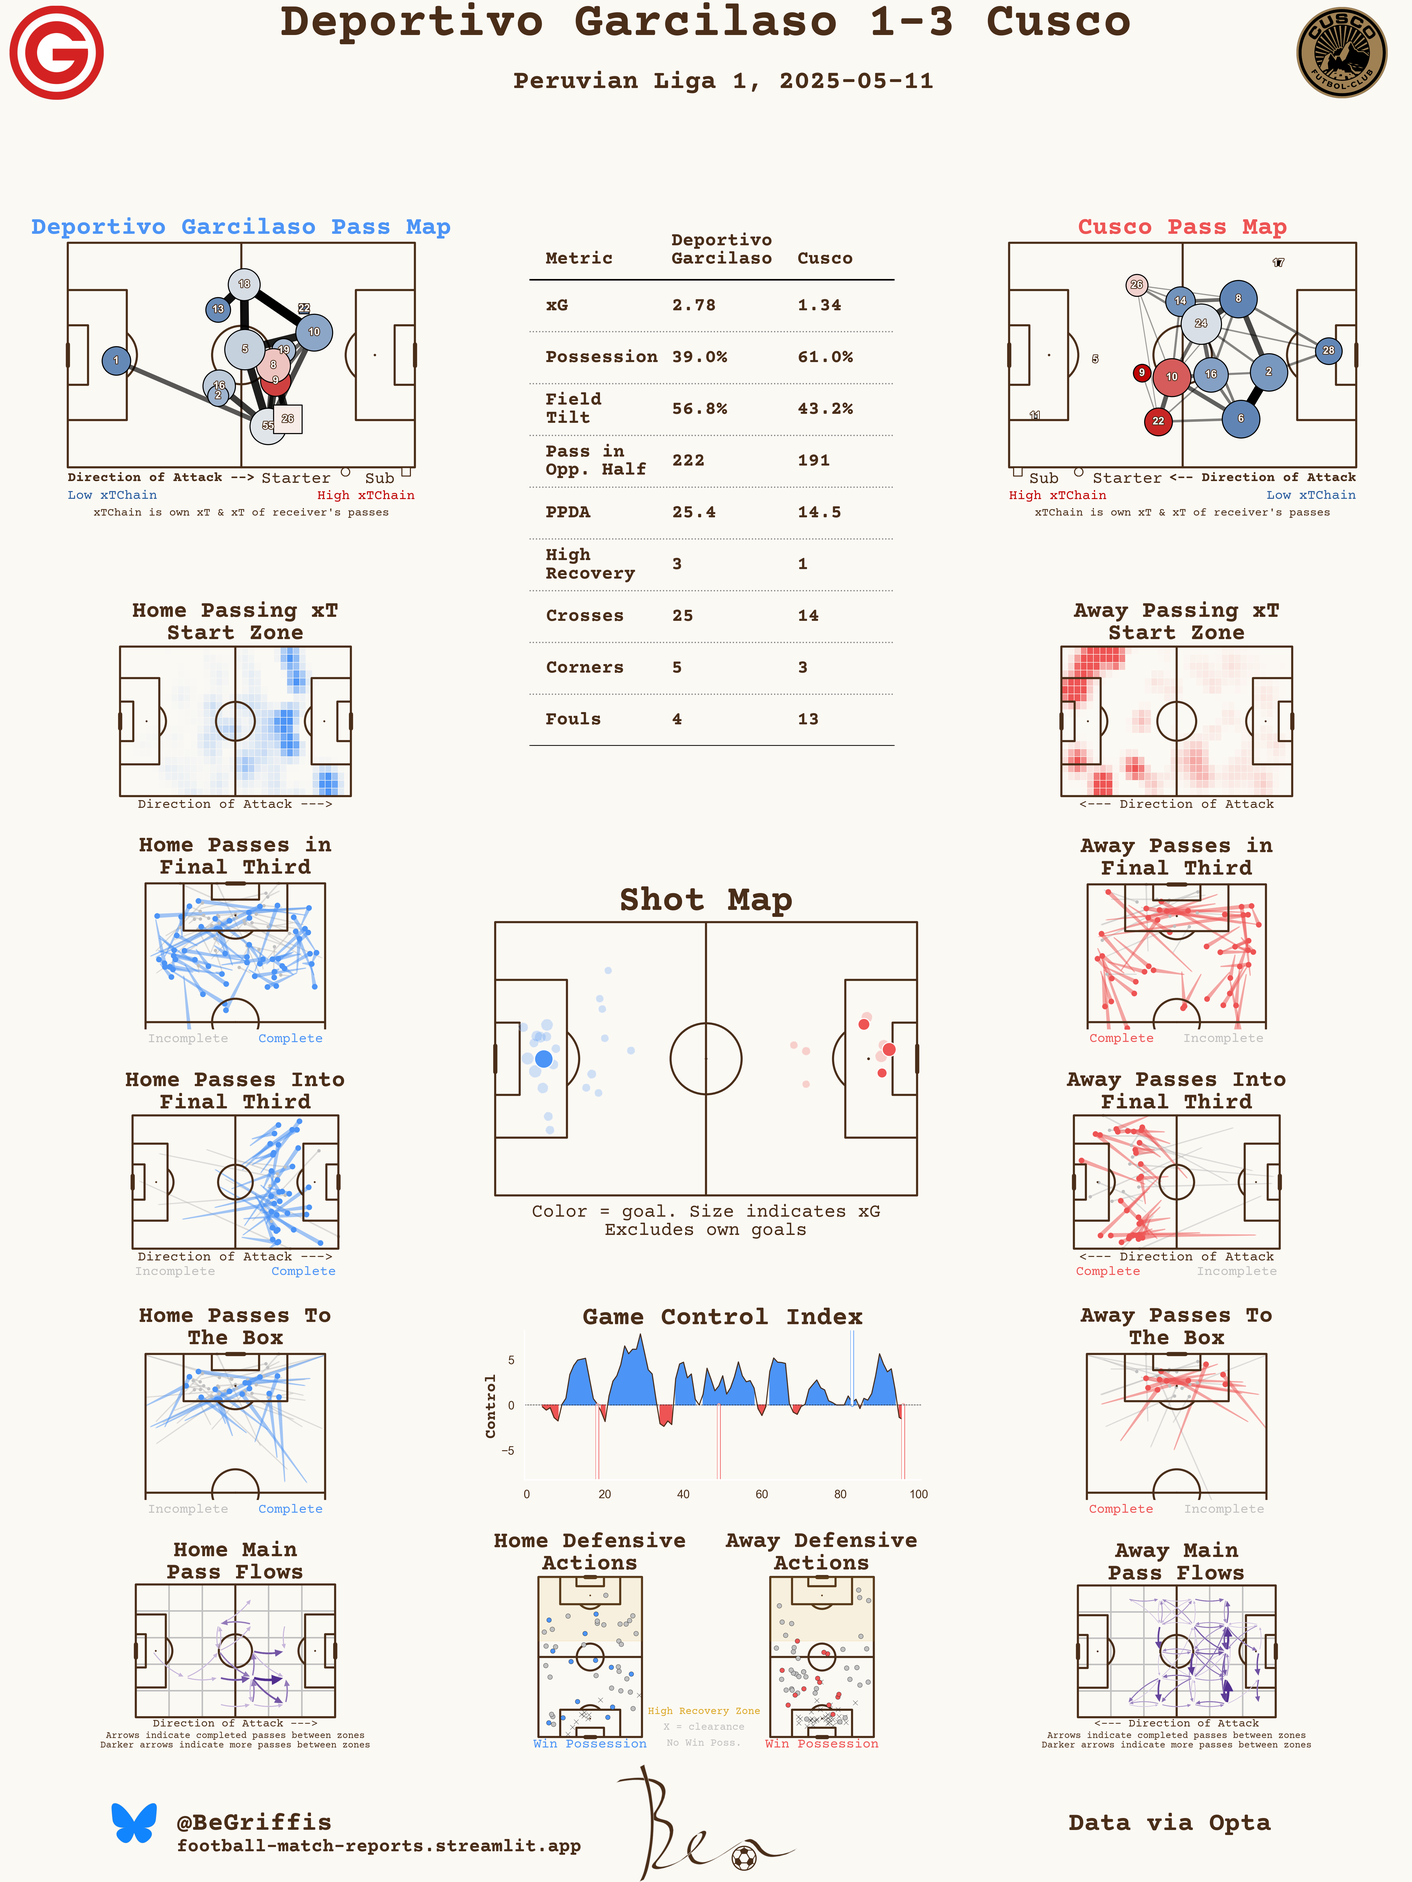 Deportivo Garcilaso 1-3 Cusco
Peruvian Liga 1, 2025-05-11
G
CUSCO
FUTBOL-CLUB
Deportivo Garcilaso Pass Map
18
13
22
10
5
19
8
9
1
16
2
55
26
Direction of Attack --> Starter Sub
Low xTChain High xTChain
xTChain is own xT & xT of receiver's passes
Metric Deportivo Garcilaso Cusco
xG 2.78 1.34
Possession 39.0% 61.0%
Field Tilt 56.8% 43.2%
Pass in Opp. Half 222 191
PPDA 25.4 14.5
High Recovery 3 1
Crosses 25 14
Corners 5 3
Fouls 4 13
Cusco Pass Map
17
26
14
8
24
28
5
9
10
16
2
11
22
6
Sub Starter <-- Direction of Attack
High xTChain Low xTChain
xTChain is own xT & xT of receiver's passes
Home Passing xT
Start Zone
Direction of Attack --->
Away Passing xT
Start Zone
<--- Direction of Attack
Home Passes in
Final Third
Incomplete Complete
Away Passes in
Final Third
Complete Incomplete
Shot Map
Color = goal. Size indicates xG
Excludes own goals
Home Passes Into
Final Third
Direction of Attack --->
Incomplete Complete
Away Passes Into
Final Third
<--- Direction of Attack
Complete Incomplete
Home Passes To
The Box
Incomplete Complete
Game Control Index
Control
5
0
−5
0 20 40 60 80 100
Away Passes To
The Box
Complete Incomplete
Home Main
Pass Flows
Direction of Attack --->
Arrows indicate completed passes between zones
Darker arrows indicate more passes between zones
Home Defensive
Actions
Win Possession
Away Defensive
Actions
Win Possession
High Recovery Zone
X = clearance
No Win Poss.
Away Main
Pass Flows
<--- Direction of Attack
Arrows indicate completed passes between zones
Darker arrows indicate more passes between zones
@BeGriffis
football-match-reports.streamlit.app
Ben
Data via Opta